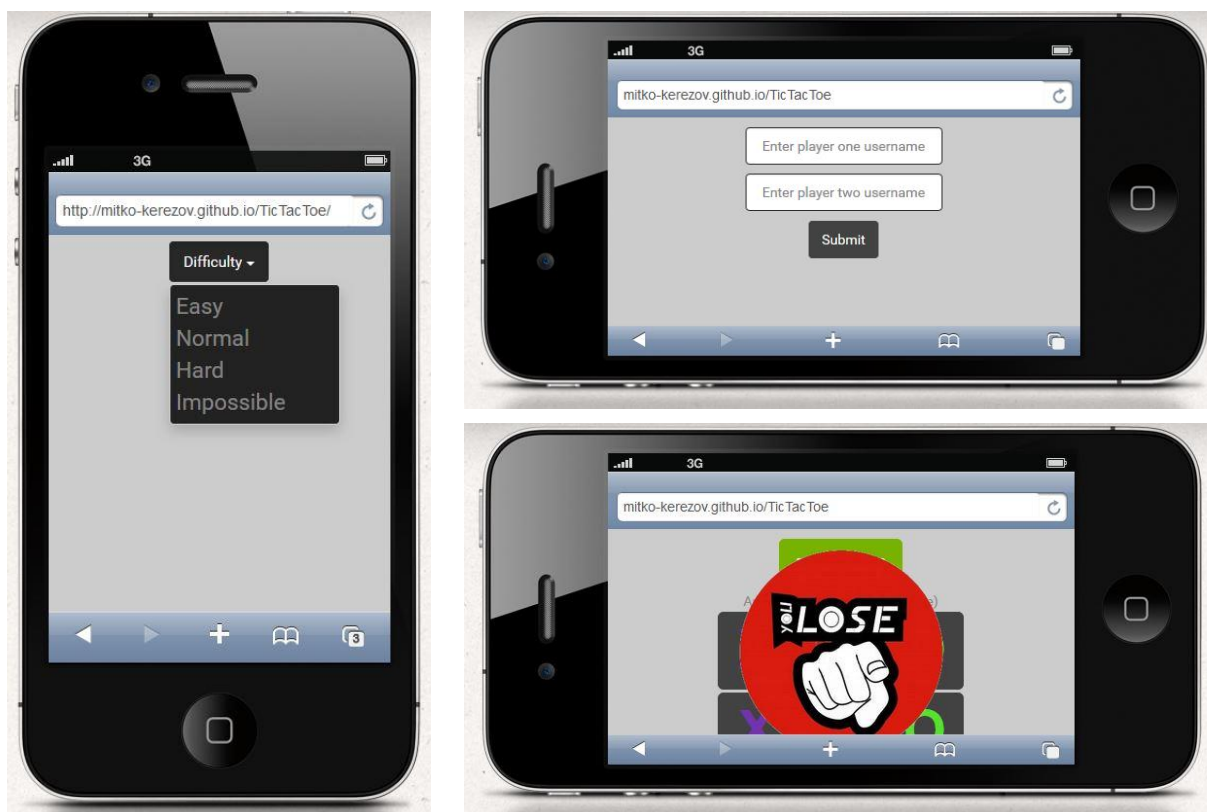 3G
http://mitko-kerezov.github.io/TicTacToe/
Difficulty
Easy
Normal
Hard
Impossible
3
3G
mitko-kerezov.github.io/TicTacToe
Enter player one username
Enter player two username
Submit
3G
mitko-kerezov.github.io/TicTacToe
LOSE
X O